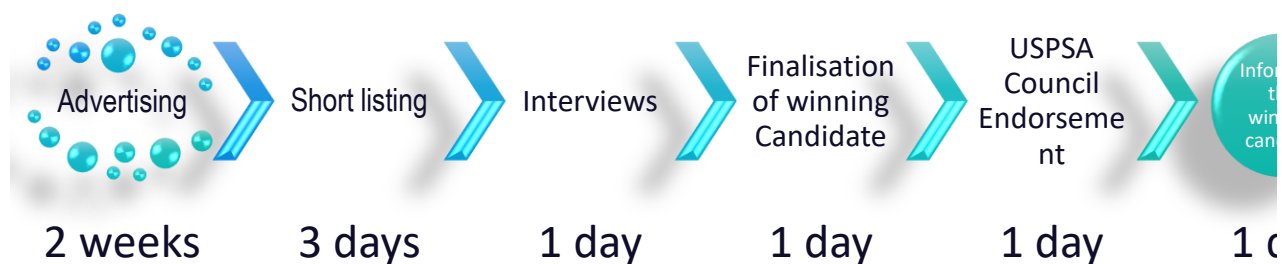 Advertising
Short listing
Interviews
Finalisation
of winning
Candidate
USPSA
Council
Endorseme
nt
2 weeks
3 days
1 day
1 day
1 day
1